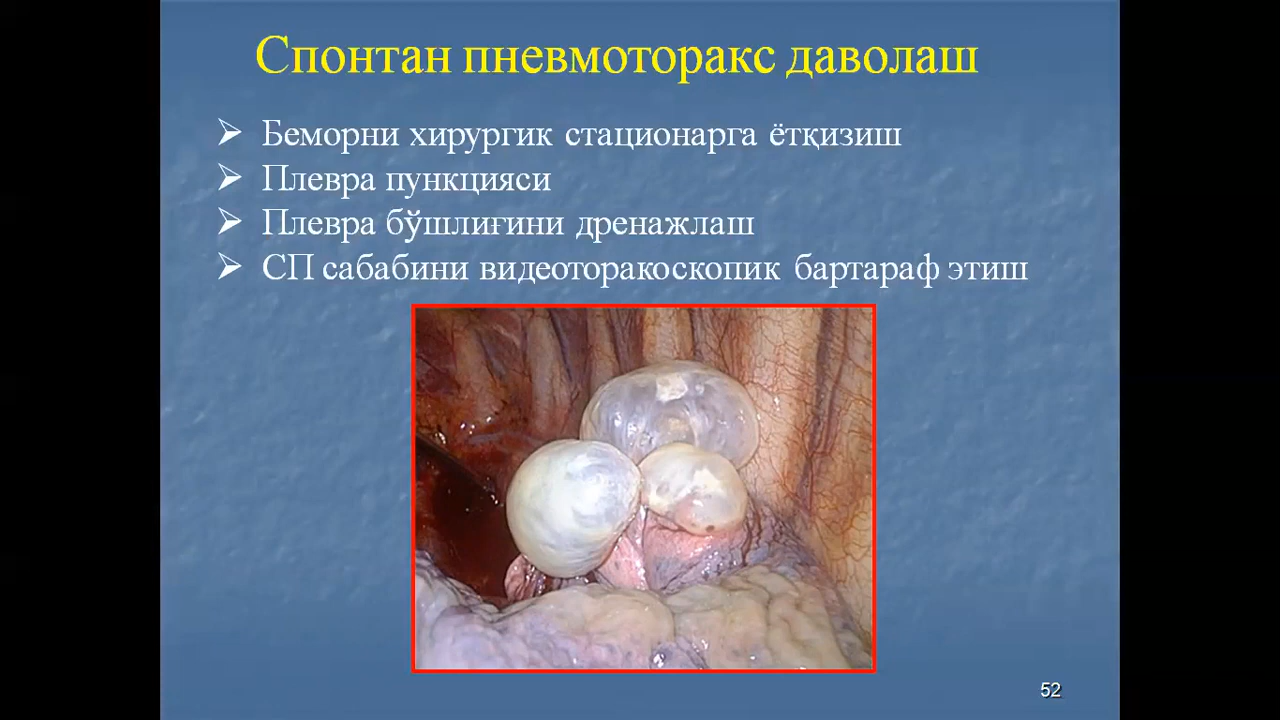 Спонтан пневмоторакс даволаш
Беморни хирургик стационарга ётқизиш
Плевра пункцияси
Плевра бўшлиғини дренажлаш
СП сабабини видеоторакоскопик бартараф этиш
52